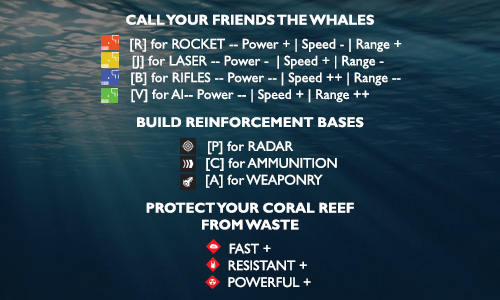 CALL YOUR FRIENDS THE WHALES
[R] for ROCKET -- Power + | Speed - | Range +
[J] for LASER -- Power - | Speed + | Range -
[B] for RIFLES -- Power -- | Speed ++ | Range --
[V] for AI-- Power -- | Speed + | Range ++
BUILD REINFORCEMENT BASES
[P] for RADAR
[C] for AMMUNITION
[A] for WEAPONRY
PROTECT YOUR CORAL REEF
FROM WASTE
FAST +
RESISTANT +
POWERFUL +